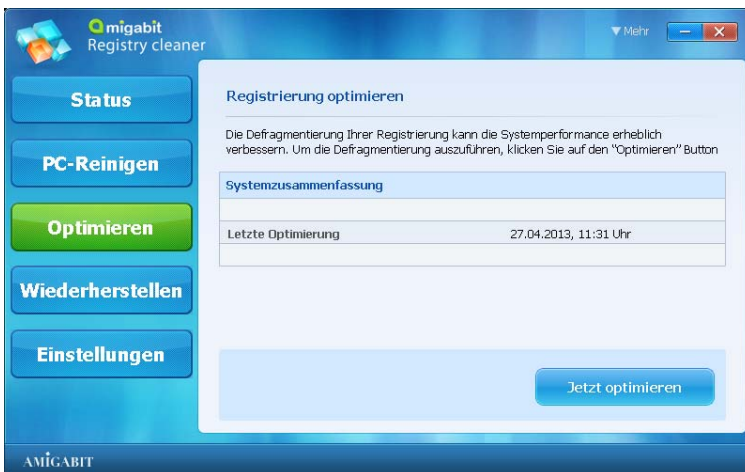 Amigabit
Registry cleaner
Mehr
Status
PC-Reinigen
Optimieren
Wiederherstellen
Einstellungen
Registrierung optimieren
Die Defragmentierung Ihrer Registrierung kann die Systemperformance erheblich
verbessern. Um die Defragmentierung auszuführen, klicken Sie auf den "Optimieren" Button
Systemzusammenfassung
Letzte Optimierung 27.04.2013, 11:31 Uhr
Jetzt optimieren
AMIGABIT